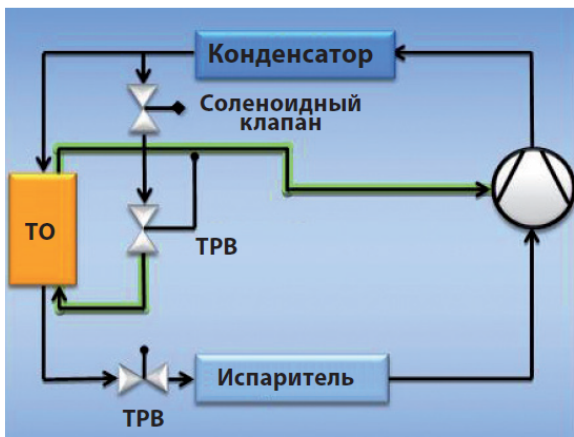 Конденсатор
Соленоидный
клапан
ТО
ТРВ
Испаритель
ТРВ